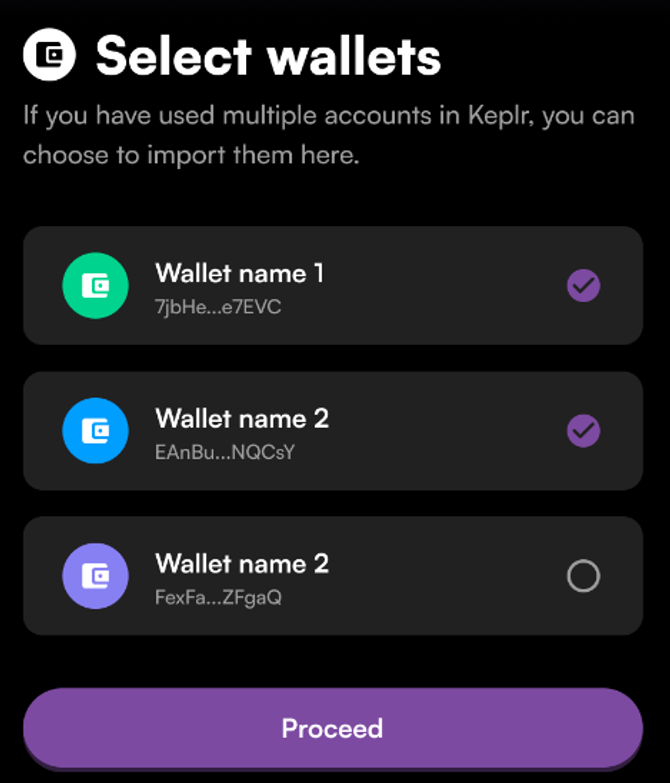 Select wallets
If you have used multiple accounts in Keplr, you can
choose to import them here.
Wallet name 1
7jbHe...e7EVC
Wallet name 2
EAnBu...NQCsY
Wallet name 2
FexFa...ZFgaQ
Proceed